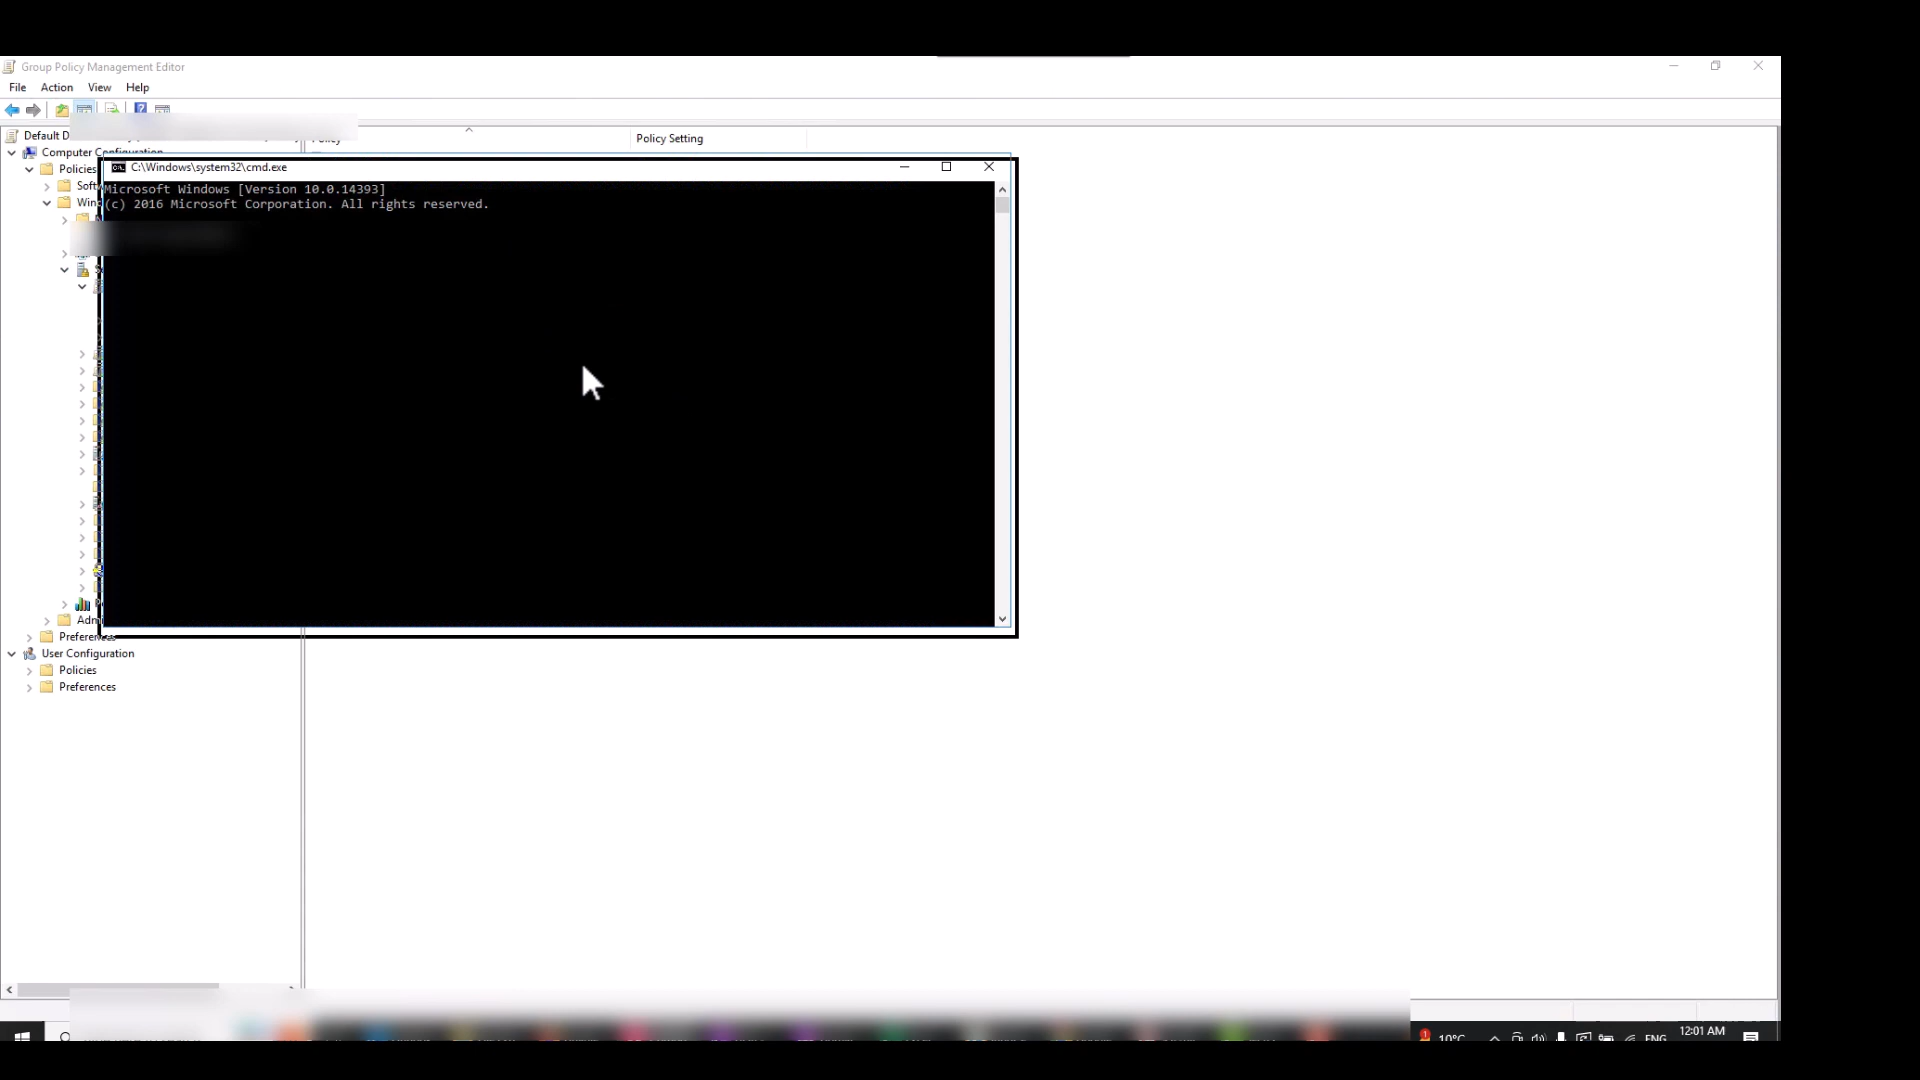 Group Policy Management Editor
File Action View Help
Default D
Policy Setting
Computer Configuration
Policies
C:\Windows\system32\cmd.exe
Microsoft Windows [Version 10.0.14393]
(c) 2016 Microsoft Corporation. All rights reserved.
Soft
Wind
Adm
Preferences
User Configuration
Policies
Preferences
1
10°C
ENG
12:01 AM